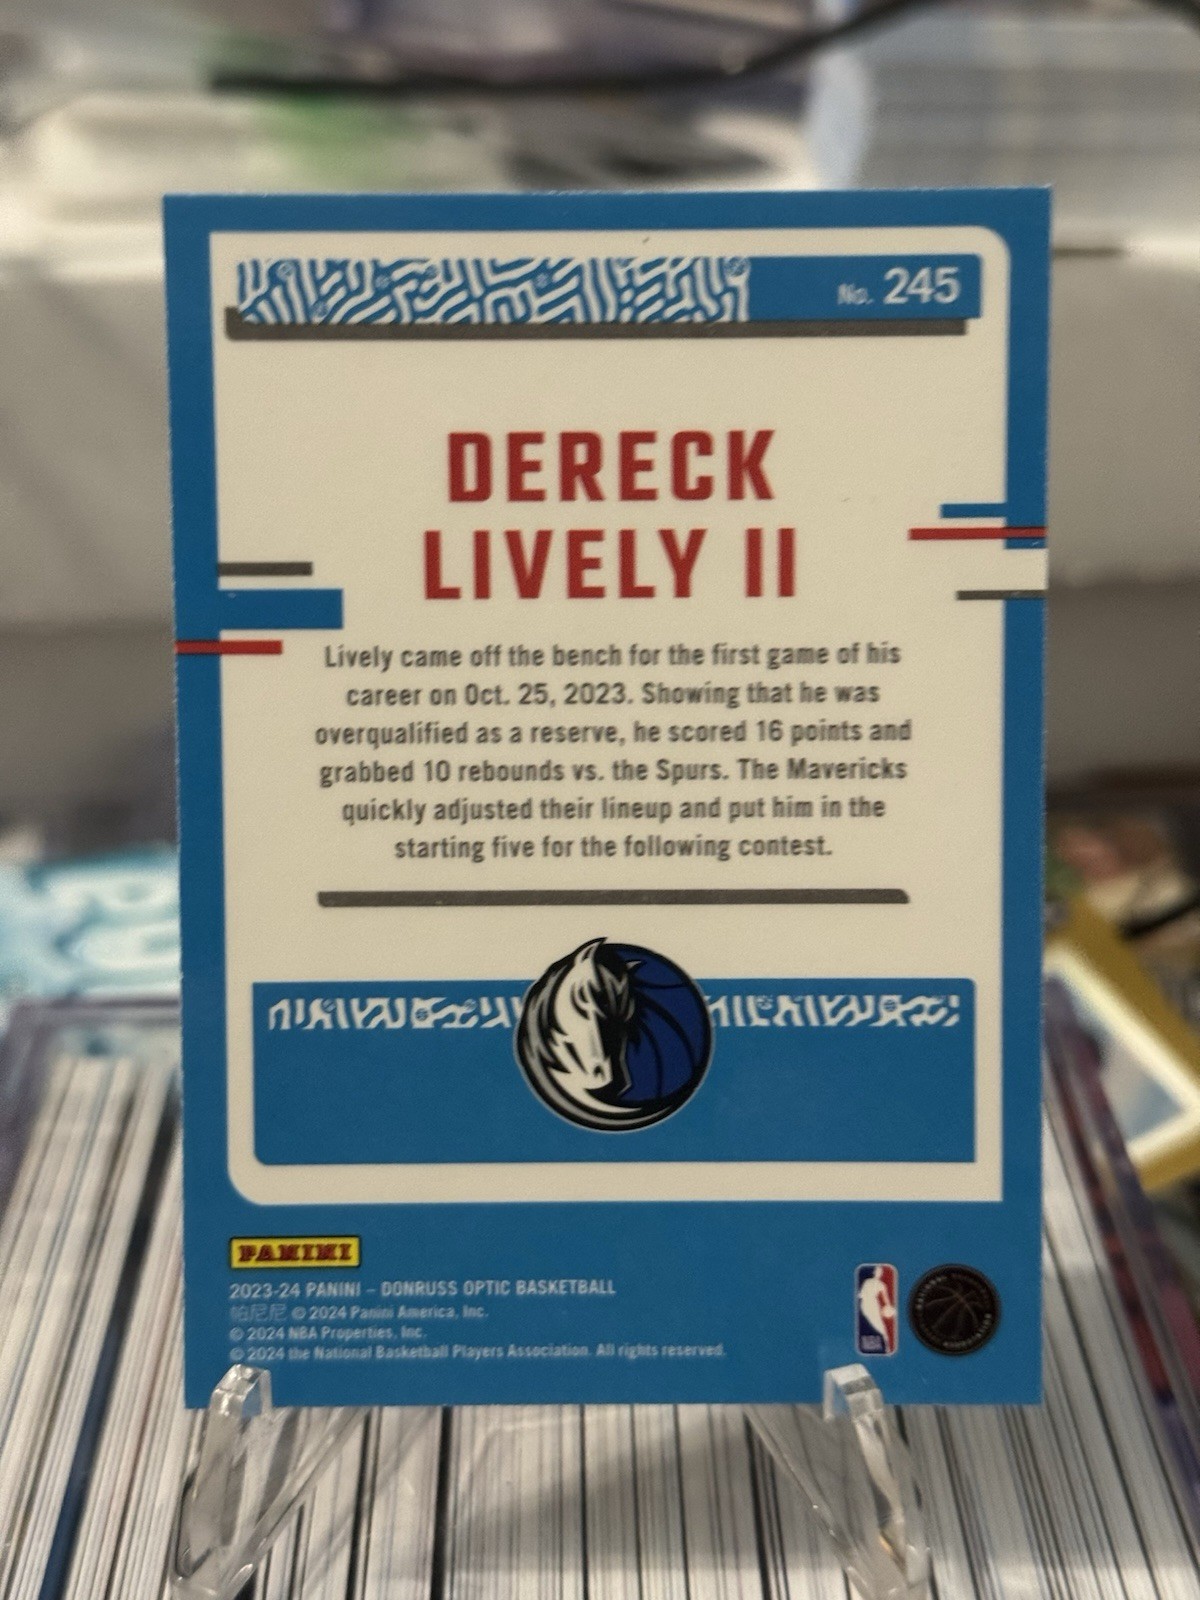 No. 245
DERECK
LIVELY II
Lively came off the bench for the first game of his
career on Oct. 25, 2023. Showing that he was
overqualified as a reserve, he scored 16 points and
grabbed 10 rebounds vs. the Spurs. The Mavericks
quickly adjusted their lineup and put him in the
starting five for the following contest.
PANINI
2023-24 PANINI – DONRUSS OPTIC BASKETBALL
帕尼尼 © 2024 Panini America, Inc.
© 2024 NBA Properties, Inc.
© 2024 the National Basketball Players Association. All rights reserved.
NBA